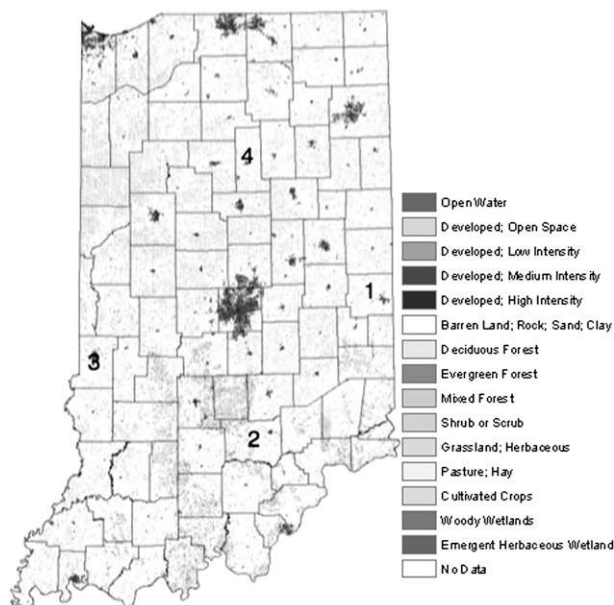 4
1
3
2
Open Water
Developed; Open Space
Developed; Low Intensity
Developed; Medium Intensity
Developed; High Intensity
Barren Land; Rock; Sand; Clay
Deciduous Forest
Evergreen Forest
Mixed Forest
Shrub or Scrub
Grassland; Herbaceous
Pasture; Hay
Cultivated Crops
Woody Wetlands
Emergent Herbaceous Wetland
No Data